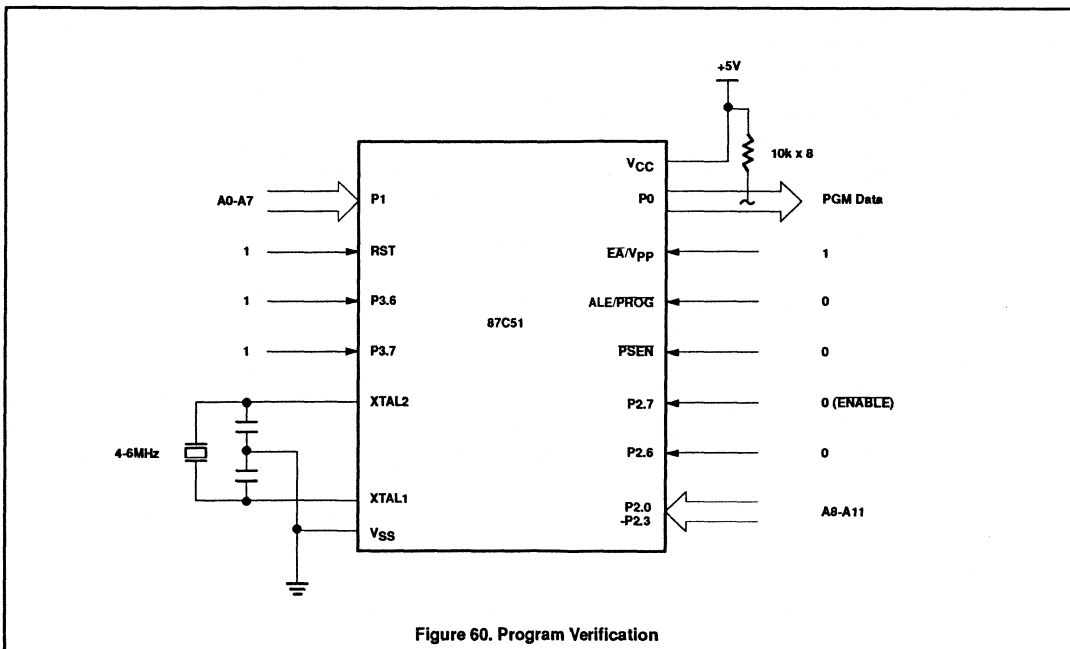 +5V
10k x 8
VCC
A0-A7
P1
P0
PGM Data
1
RST
EA/VPP
1
1
P3.6
ALE/PROG
0
87C51
1
P3.7
PSEN
0
XTAL2
P2.7
0 (ENABLE)
4-6MHz
P2.6
0
XTAL1
P2.0
-P2.3
A8-A11
VSS
Figure 60. Program Verification